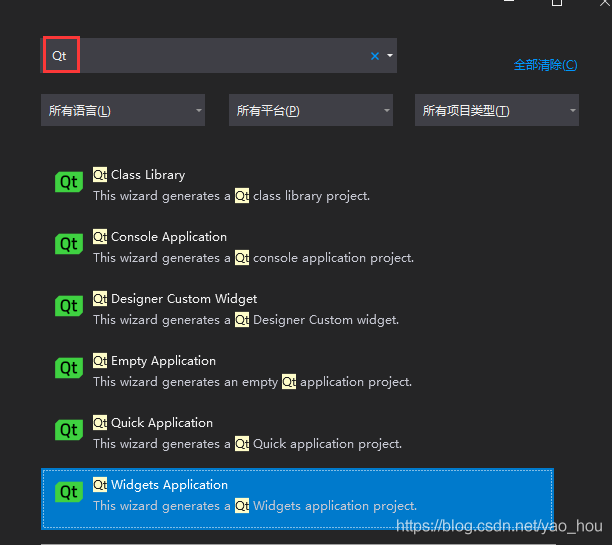 Qt
全部清除(C)
所有语言(L) 所有平台(P) 所有项目类型(T)
Qt Qt Class Library
This wizard generates a Qt class library project.
Qt Qt Console Application
This wizard generates a Qt console application project.
Qt Qt Designer Custom Widget
This wizard generates a Qt Designer Custom widget.
Qt Qt Empty Application
This wizard generates an empty Qt application project.
Qt Qt Quick Application
This wizard generates a Qt Quick application project.
Qt Qt Widgets Application
This wizard generates a Qt Widgets application project.
https://blog.csdn.net/yao_hou